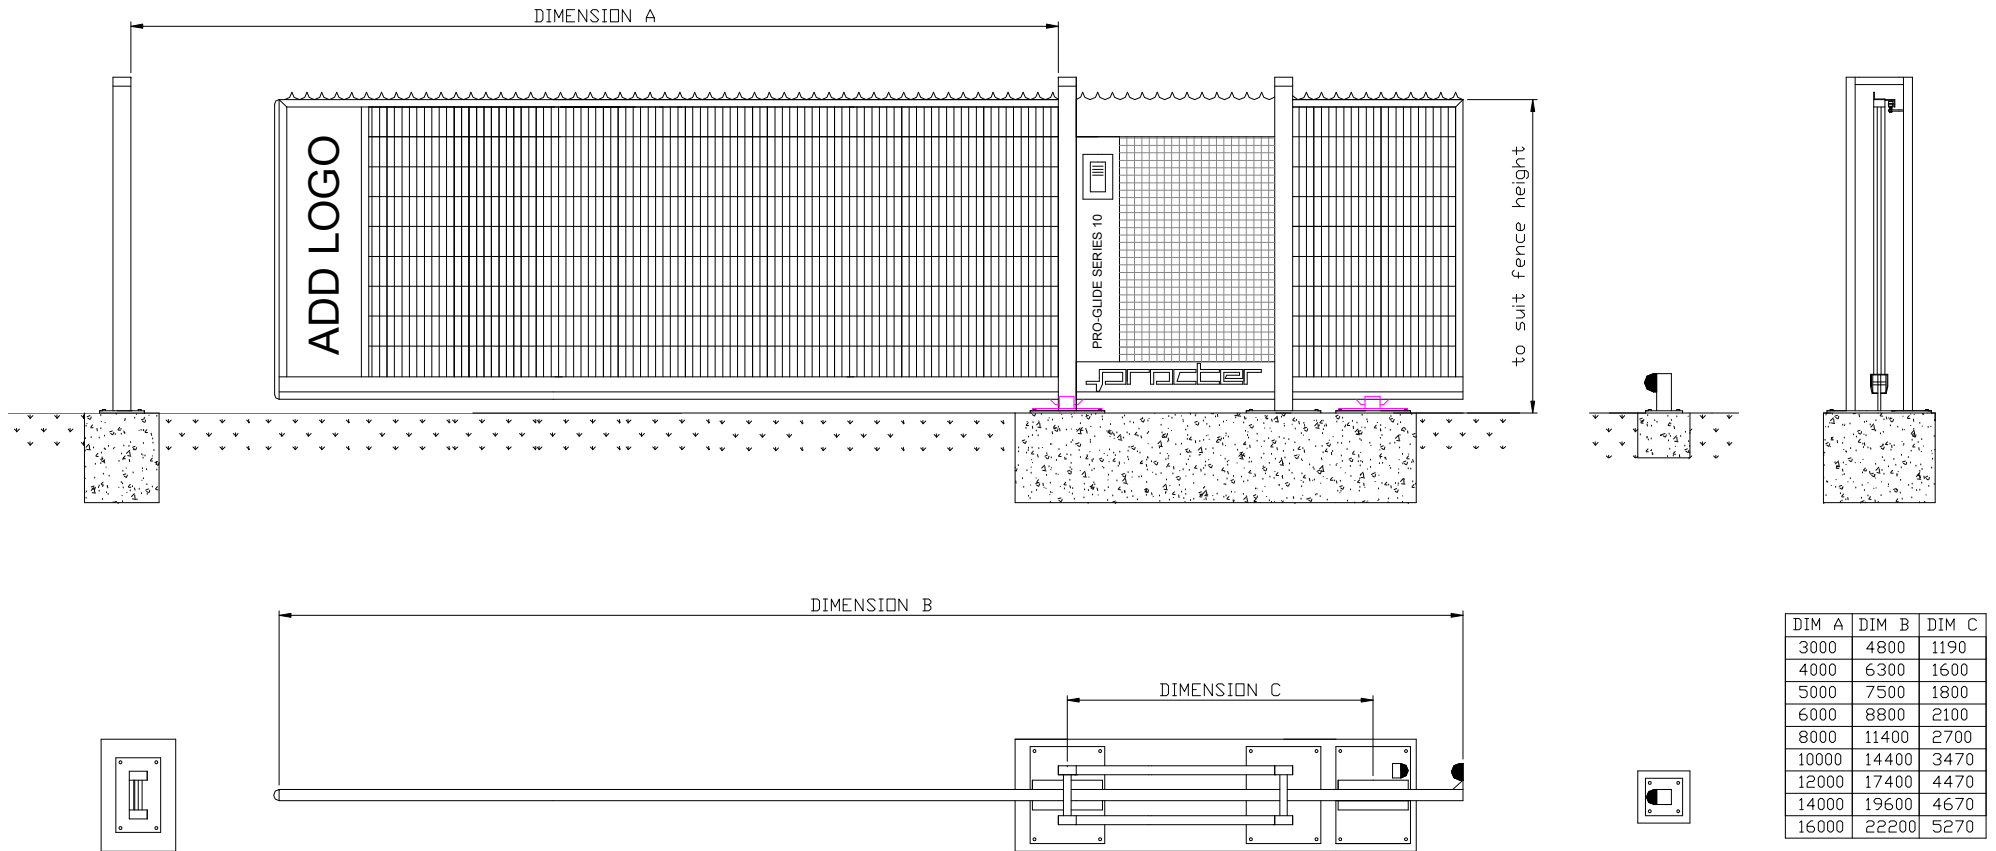 DIMENSION A
ADD LOGO
PRO-GLIDE SERIES 10
procter
to suit fence height
DIMENSION B
DIMENSION C
DIM A DIM B DIM C
3000 4800 1190
4000 6300 1600
5000 7500 1800
6000 8800 2100
8000 11400 2700
10000 14400 3470
12000 17400 4470
14000 19600 4670
16000 22200 5270